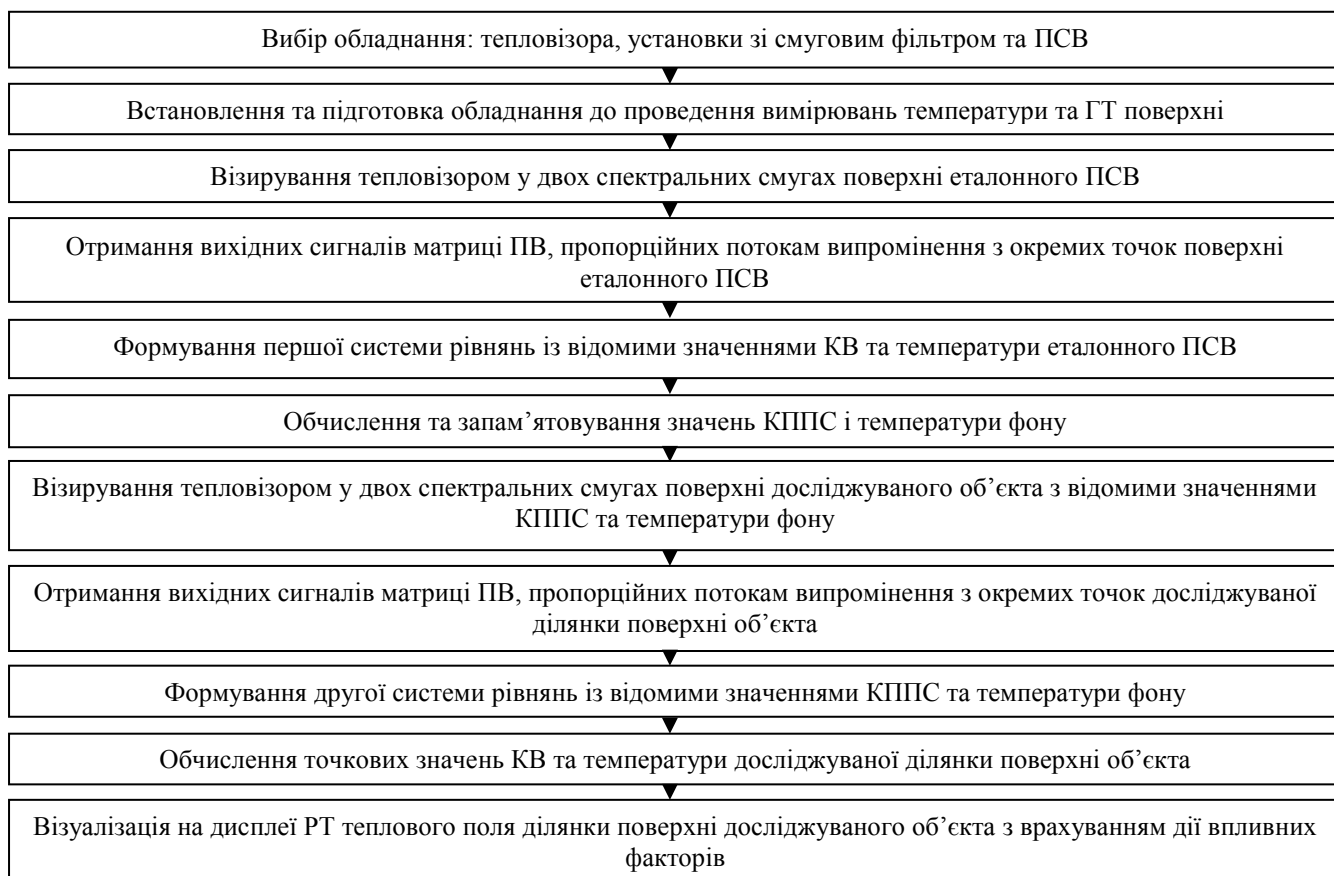 Вибір обладнання: тепловізора, установки зі смуговим фільтром та ПСВ
Встановлення та підготовка обладнання до проведення вимірювань температури та ГТ поверхні
Візирування тепловізором у двох спектральних смугах поверхні еталонного ПСВ
Отримання вихідних сигналів матриці ПВ, пропорційних потокам випромінення з окремих точок поверхні
еталонного ПСВ
Формування першої системи рівнянь із відомими значеннями КВ та температури еталонного ПСВ
Обчислення та запам’ятовування значень КППС і температури фону
Візирування тепловізором у двох спектральних смугах поверхні досліджуваного об’єкта з відомими значеннями
КППС та температури фону
Отримання вихідних сигналів матриці ПВ, пропорційних потокам випромінення з окремих точок досліджуваної
ділянки поверхні об’єкта
Формування другої системи рівнянь із відомими значеннями КППС та температури фону
Обчислення точкових значень КВ та температури досліджуваної ділянки поверхні об’єкта
Візуалізація на дисплеї РТ теплового поля ділянки поверхні досліджуваного об’єкта з врахуванням дії впливних
факторів